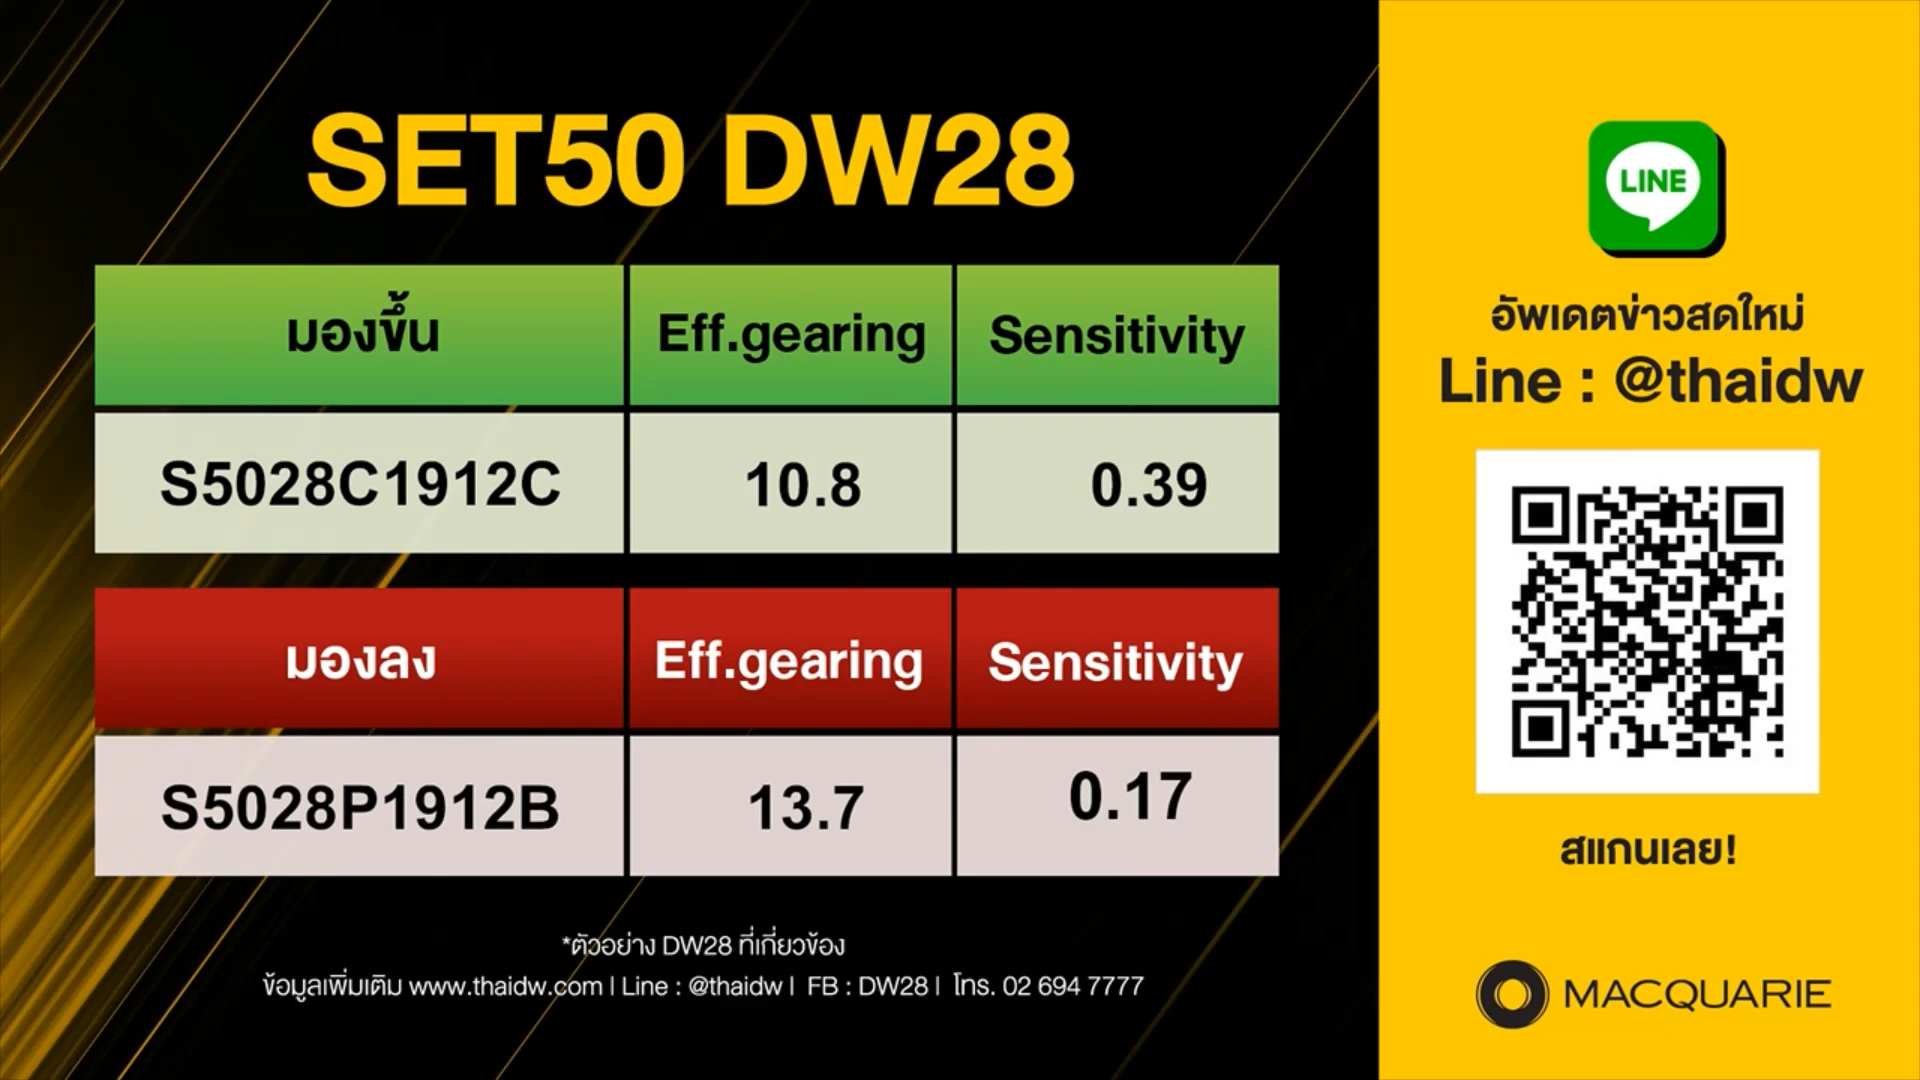 SET50 DW28
มองขึ้น Eff.gearing Sensitivity
S5028C1912C 10.8 0.39
มองลง Eff.gearing Sensitivity
S5028P1912B 13.7 0.17
*ตัวอย่าง DW28 ที่เกี่ยวข้อง
ข้อมูลเพิ่มเติม www.thaidw.com | Line : @thaidw | FB : DW28 | โทร. 02 694 7777
LINE
อัพเดตข่าวสดใหม่
Line : @thaidw
สแกนเลย!
MACQUARIE